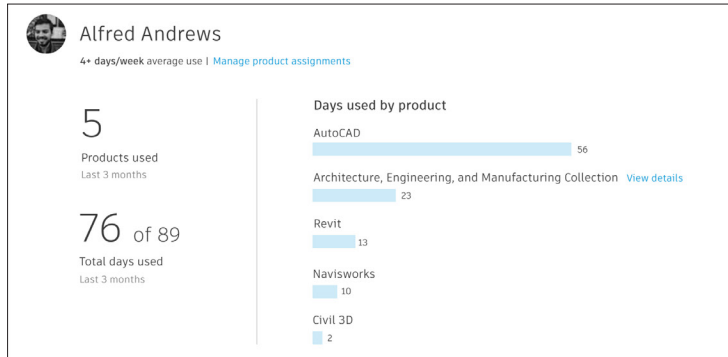 Alfred Andrews
4+ days/week average use | Manage product assignments
5
Products used
Last 3 months
76 of 89
Total days used
Last 3 months
Days used by product
AutoCAD
56
Architecture, Engineering, and Manufacturing Collection View details
23
Revit
13
Navisworks
10
Civil 3D
2